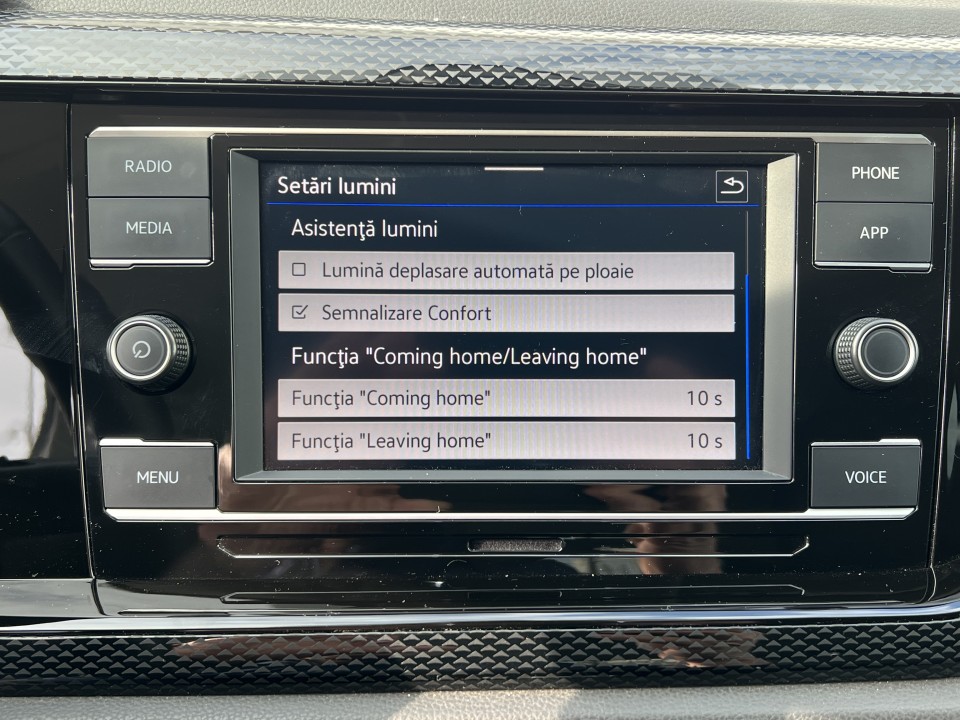 RADIO
MEDIA
MENU
Setări lumini
Asistenţă lumini
Lumină deplasare automată pe ploaie
Semnalizare Confort
Funcţia "Coming home/Leaving home"
Funcţia "Coming home" 10 s
Funcţia "Leaving home" 10 s
PHONE
APP
VOICE